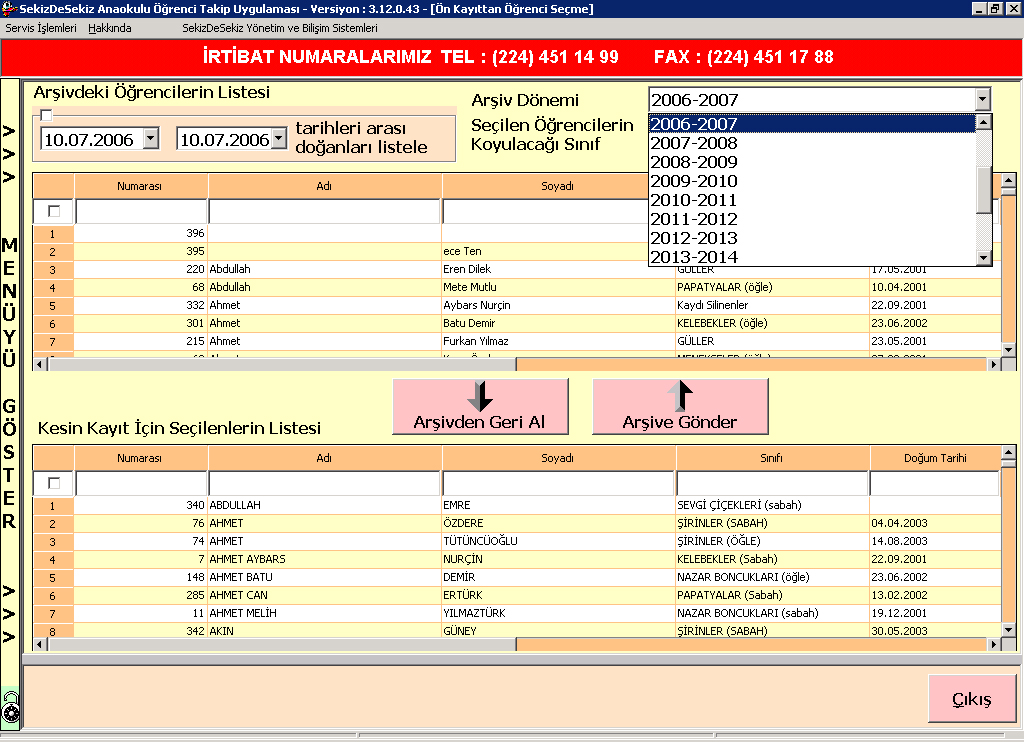 SekizDeSekiz Anaokulu Öğrenci Takip Uygulaması - Versiyon : 3.12.0.43 - [Ön Kayıttan Öğrenci Seçme]
Servis İşlemleri Hakkında SekizDeSekiz Yönetim ve Bilişim Sistemleri
İRTİBAT NUMARALARIMIZ TEL : (224) 451 14 99 FAX : (224) 451 17 88
>>> MENÜYÜ GÖSTER >>>
Arşivdeki Öğrencilerin Listesi
10.07.2006 10.07.2006 tarihleri arası
doğanları listele
Arşiv Dönemi 2006-2007
Seçilen Öğrencilerin
Koyulacağı Sınıf
2006-2007
2007-2008
2008-2009
2009-2010
2010-2011
2011-2012
2012-2013
2013-2014
Numarası Adı Soyadı
1 396
2 395 ece Ten
3 220 Abdullah Eren Dilek GÜLLER 17.05.2001
4 68 Abdullah Mete Mutlu PAPATYALAR (öğle) 10.04.2001
5 332 Ahmet Aybars Nurçin Kaydı Silinenler 22.09.2001
6 301 Ahmet Batu Demir KELEBEKLER (öğle) 23.06.2002
7 215 Ahmet Furkan Yılmaz GÜLLER 23.05.2001
Arşivden Geri Al Arşive Gönder
Kesin Kayıt İçin Seçilenlerin Listesi
Numarası Adı Soyadı Sınıfı Doğum Tarihi
1 340 ABDULLAH EMRE SEVGİ ÇİÇEKLERİ (sabah)
2 76 AHMET ÖZDERE ŞİRİNLER (SABAH) 04.04.2003
3 74 AHMET TÜTÜNCÜOĞLU ŞİRİNLER (ÖĞLE) 14.08.2003
4 7 AHMET AYBARS NURÇİN KELEBEKLER (Sabah) 22.09.2001
5 148 AHMET BATU DEMİR NAZAR BONCUKLARI (öğle) 23.06.2002
6 285 AHMET CAN ERTÜRK PAPATYALAR (Sabah) 13.02.2002
7 11 AHMET MELİH YILMAZTÜRK NAZAR BONCUKLARI (sabah) 19.12.2001
8 342 AKIN GÜNEY ŞİRİNLER (SABAH) 30.05.2003
Çıkış